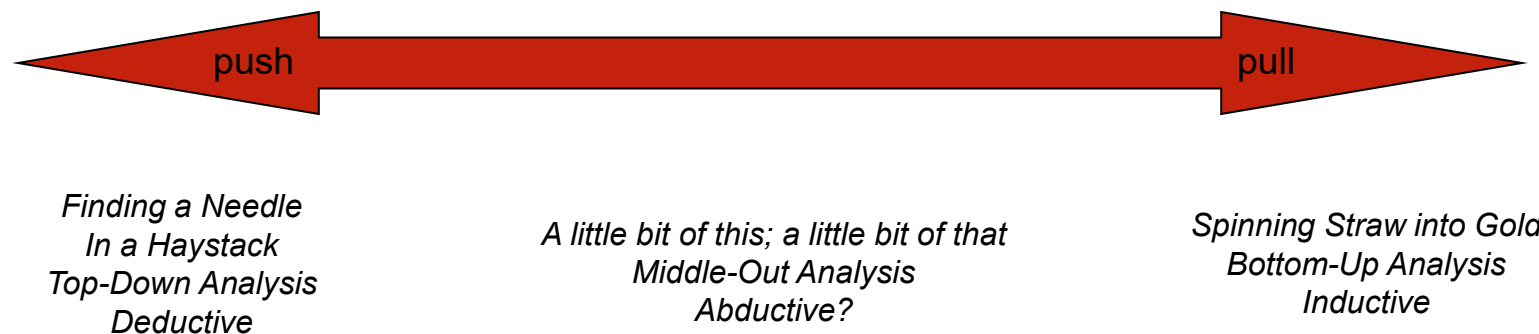 push
pull
Finding a Needle
In a Haystack
Top-Down Analysis
Deductive
A little bit of this; a little bit of that
Middle-Out Analysis
Abductive?
Spinning Straw into Gold
Bottom-Up Analysis
Inductive